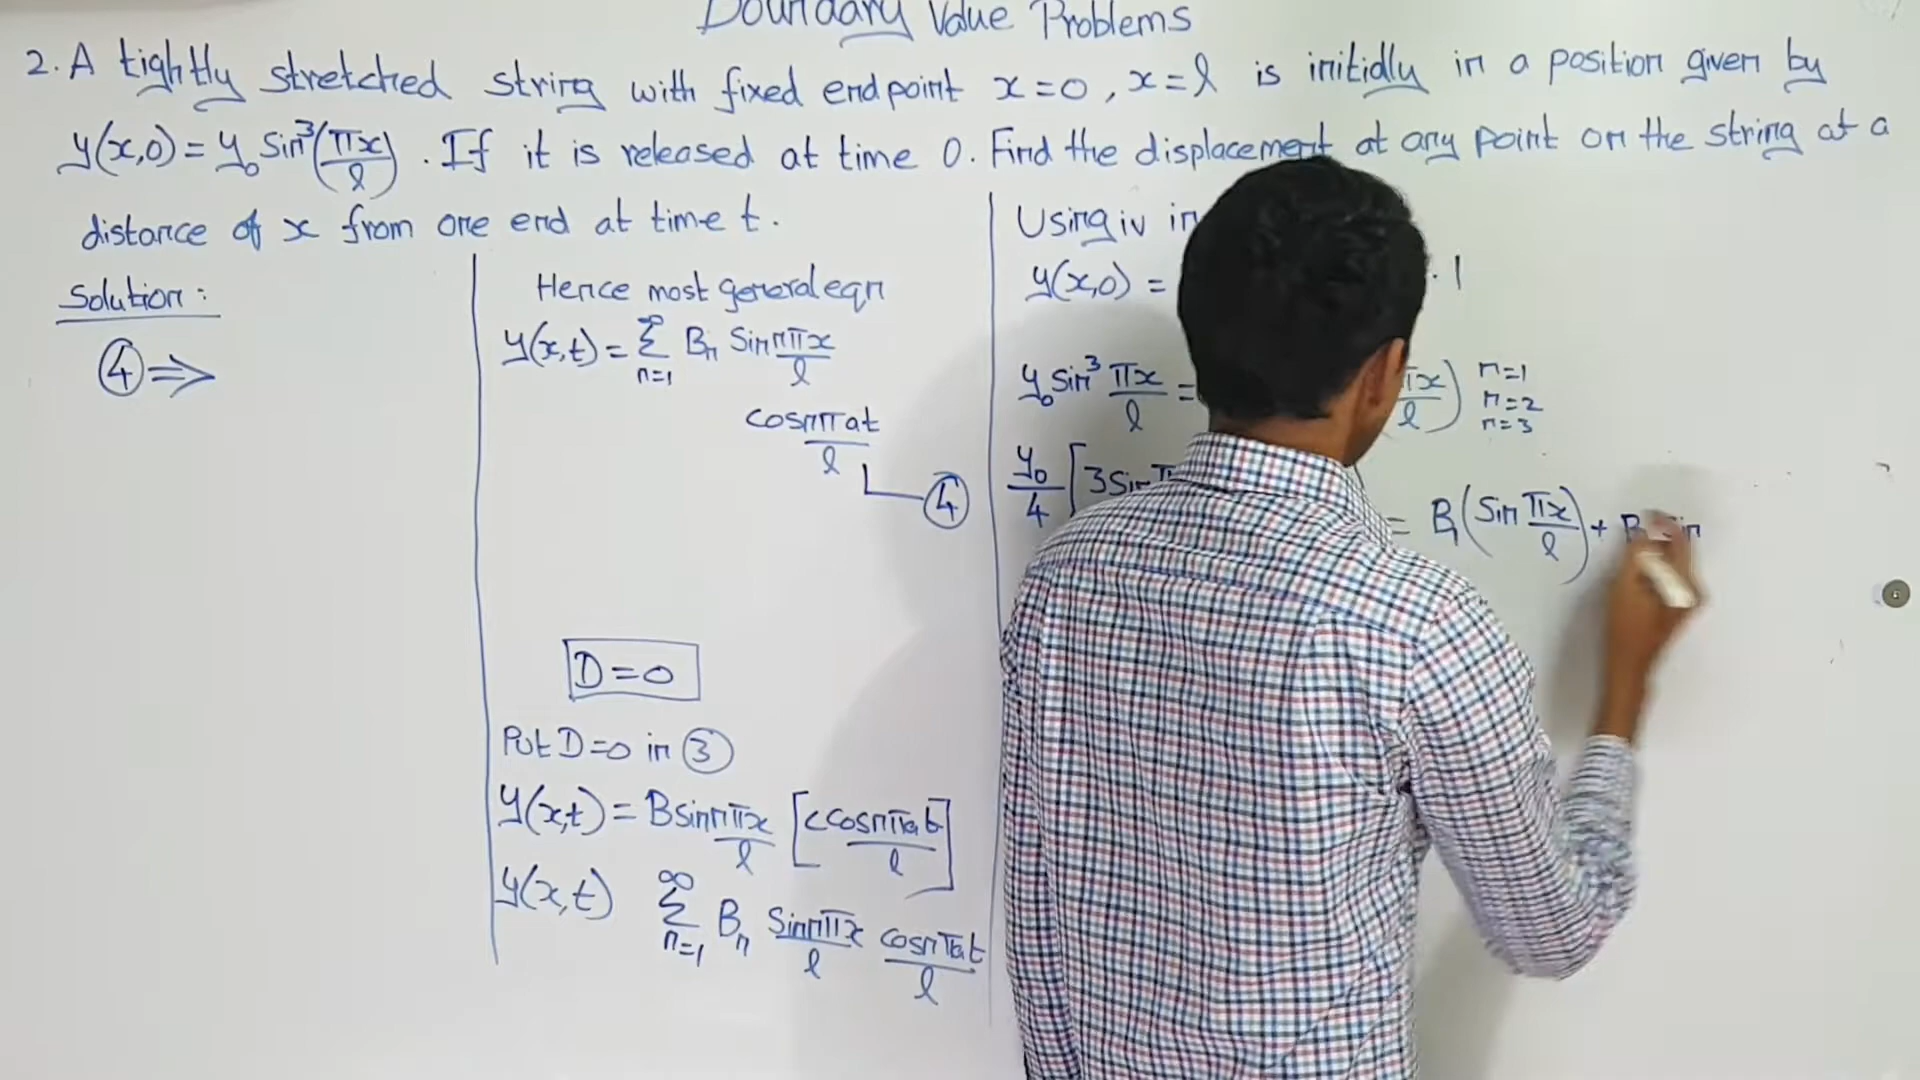 Boundary Value Problems
2. A tightly stretched string with fixed endpoint x=0, x=l is initially in a position given by
y(x,0) = y₀ Sin³(πx/l). If it is released at time 0. Find the displacement at any point on the string at a
distance of x from one end at time t.
Solution:
④⇒
Hence most general eqn
y(x,t) = Σ n=1 ∞ Bn Sin nπx/l
cos nπat/l
④
D=0
Put D=0 in ③
y(x,t) = B sin nπx/l [c cos nπat/l]
y(x,t) Σ n=1 ∞ Bn Sin nπx/l cos nπat/l
Using iv in
y(x,0) = . 1
y₀ Sin³ πx/l = πx/l) n=1
n=2
n=3
y₀/4 [3 Sin π = B₁(Sin πx/l) + B Sin